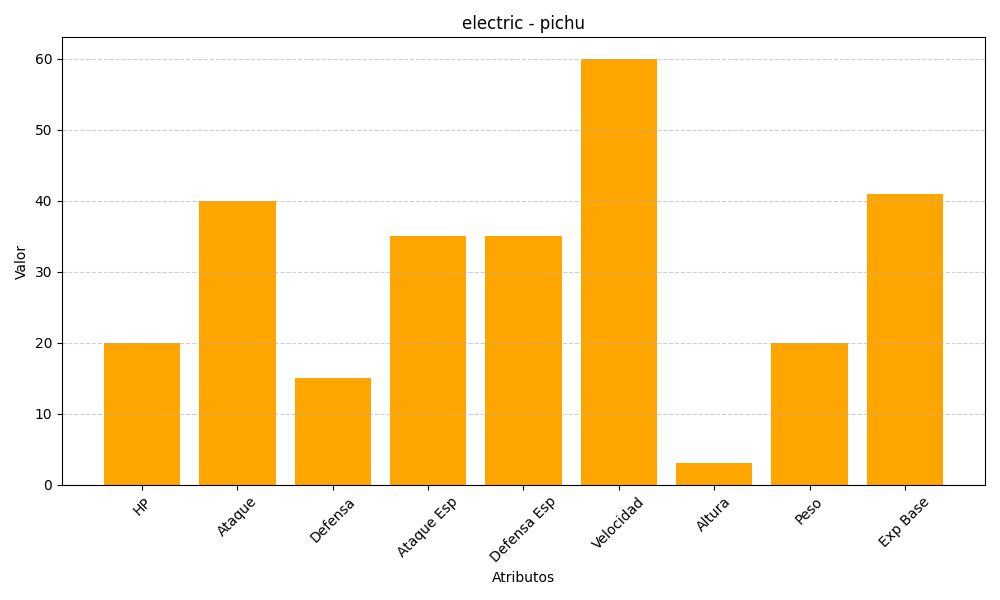 electric - pichu
Valor
60
50
40
30
20
10
0
HP
Ataque
Defensa
Ataque Esp
Defensa Esp
Velocidad
Altura
Peso
Exp Base
Atributos